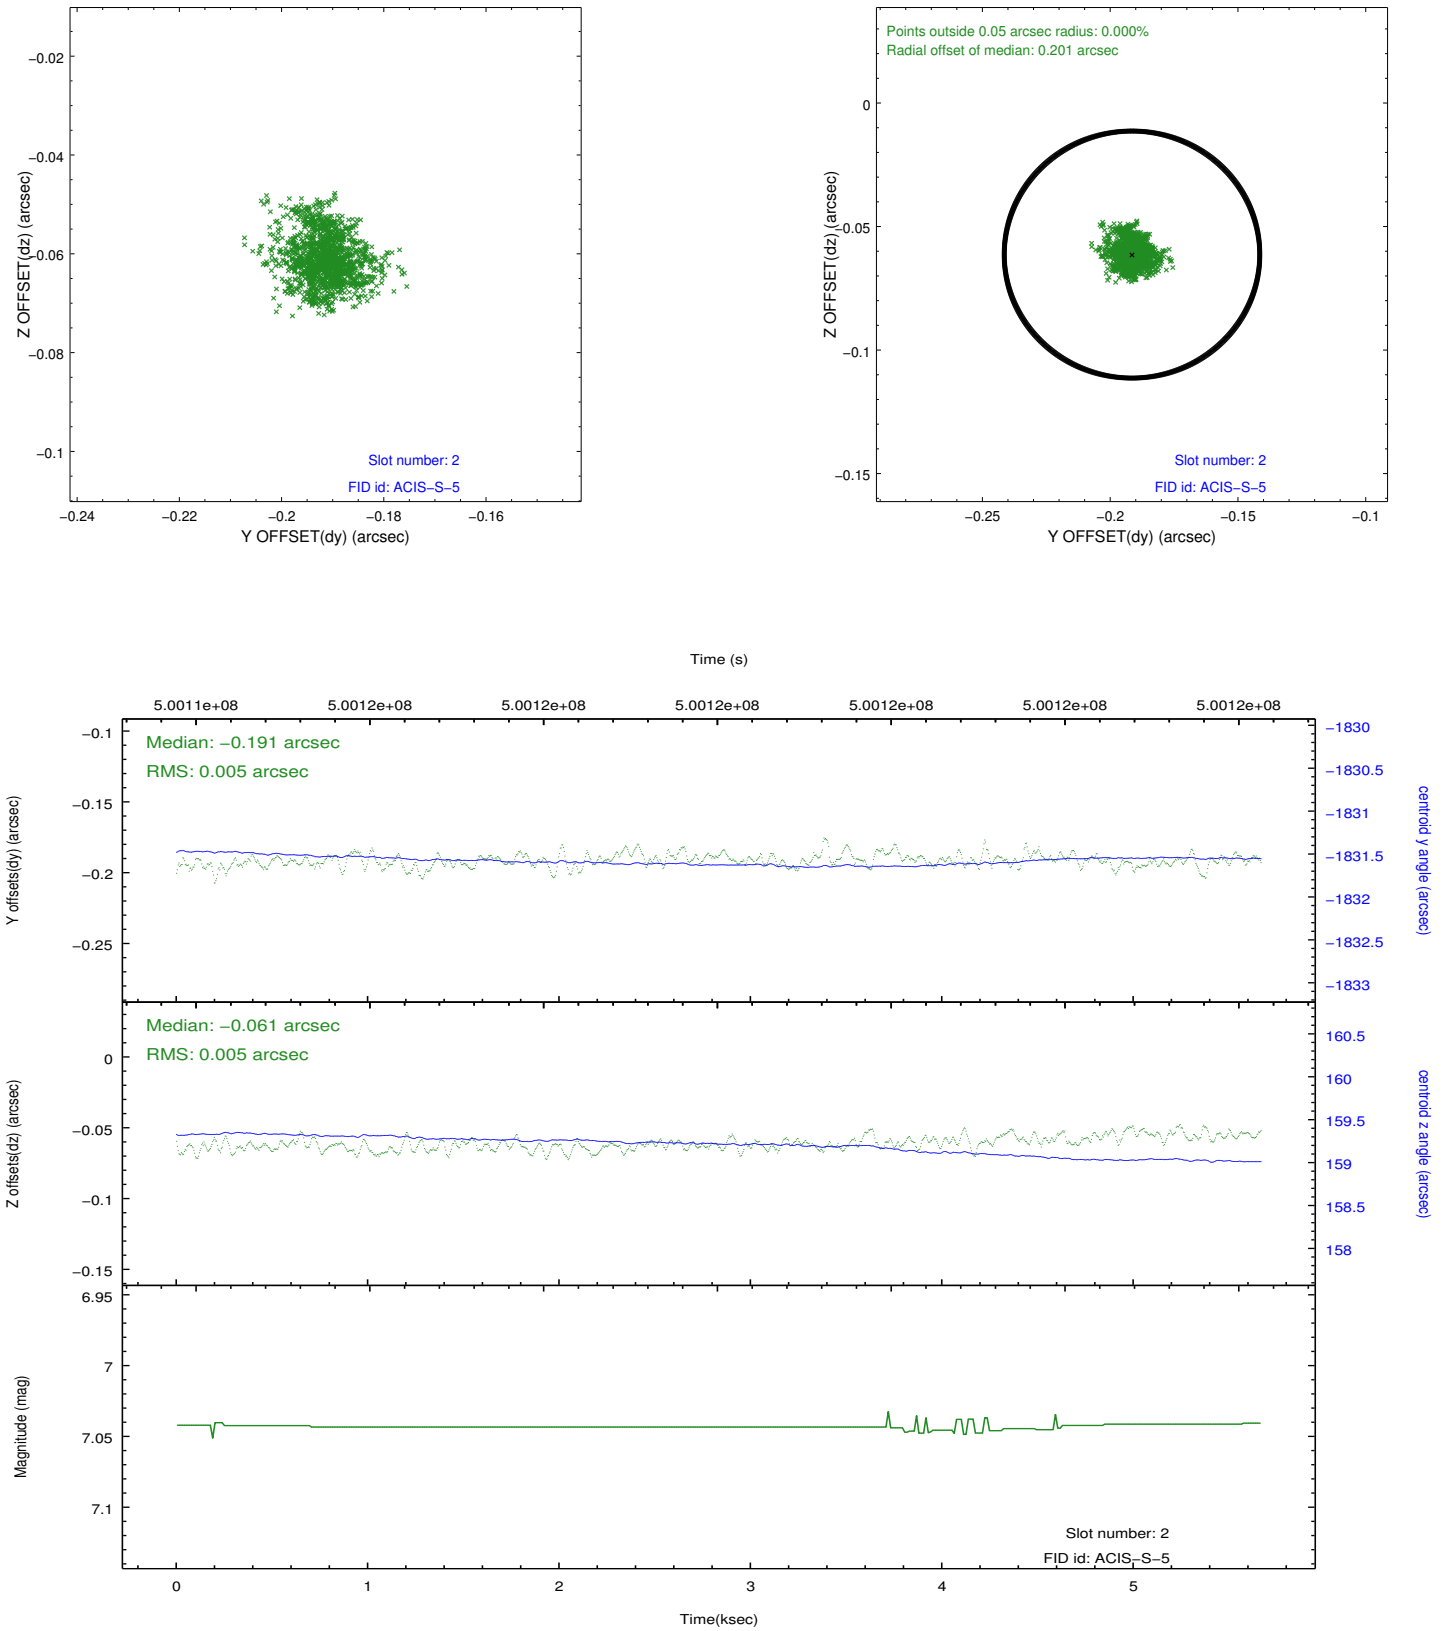 −0.02
−0.04
−0.06
−0.08
−0.1
Z OFFSET(dz) (arcsec)
Slot number: 2
FID id: ACIS−S−5
−0.24
−0.22
−0.2
−0.18
−0.16
Y OFFSET(dy) (arcsec)
Points outside 0.05 arcsec radius: 0.000%
Radial offset of median: 0.201 arcsec
0
−0.05
−0.1
−0.15
Z OFFSET(dz) (arcsec)
Slot number: 2
FID id: ACIS−S−5
−0.25
−0.2
−0.15
−0.1
Y OFFSET(dy) (arcsec)
Time (s)
5.0011e+08
5.0012e+08
5.0012e+08
5.0012e+08
5.0012e+08
5.0012e+08
5.0012e+08
Median: −0.191 arcsec
RMS: 0.005 arcsec
−0.1
−0.15
−0.2
−0.25
Y offsets(dy) (arcsec)
−1830
−1830.5
−1831
−1831.5
−1832
−1832.5
−1833
centroid y angle (arcsec)
Median: −0.061 arcsec
RMS: 0.005 arcsec
0
−0.05
−0.1
−0.15
Z offsets(dz) (arcsec)
160.5
160
159.5
159
158.5
158
centroid z angle (arcsec)
6.95
7
7.05
7.1
Magnitude (mag)
Slot number: 2
FID id: ACIS−S−5
0
1
2
3
4
5
Time(ksec)